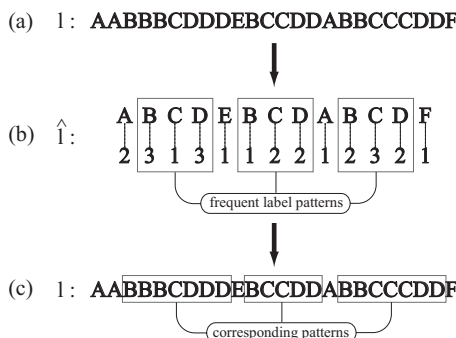 (a) l : AABBBCDDDEBCCDDABBCCCDDF
(b) l̂ : A B C D E B C D A B C D F
2 3 1 3 1 1 2 2 1 2 3 2 1
frequent label patterns
(c) l : AABBBCDDDEBCCDDABBCCCDDF
corresponding patterns